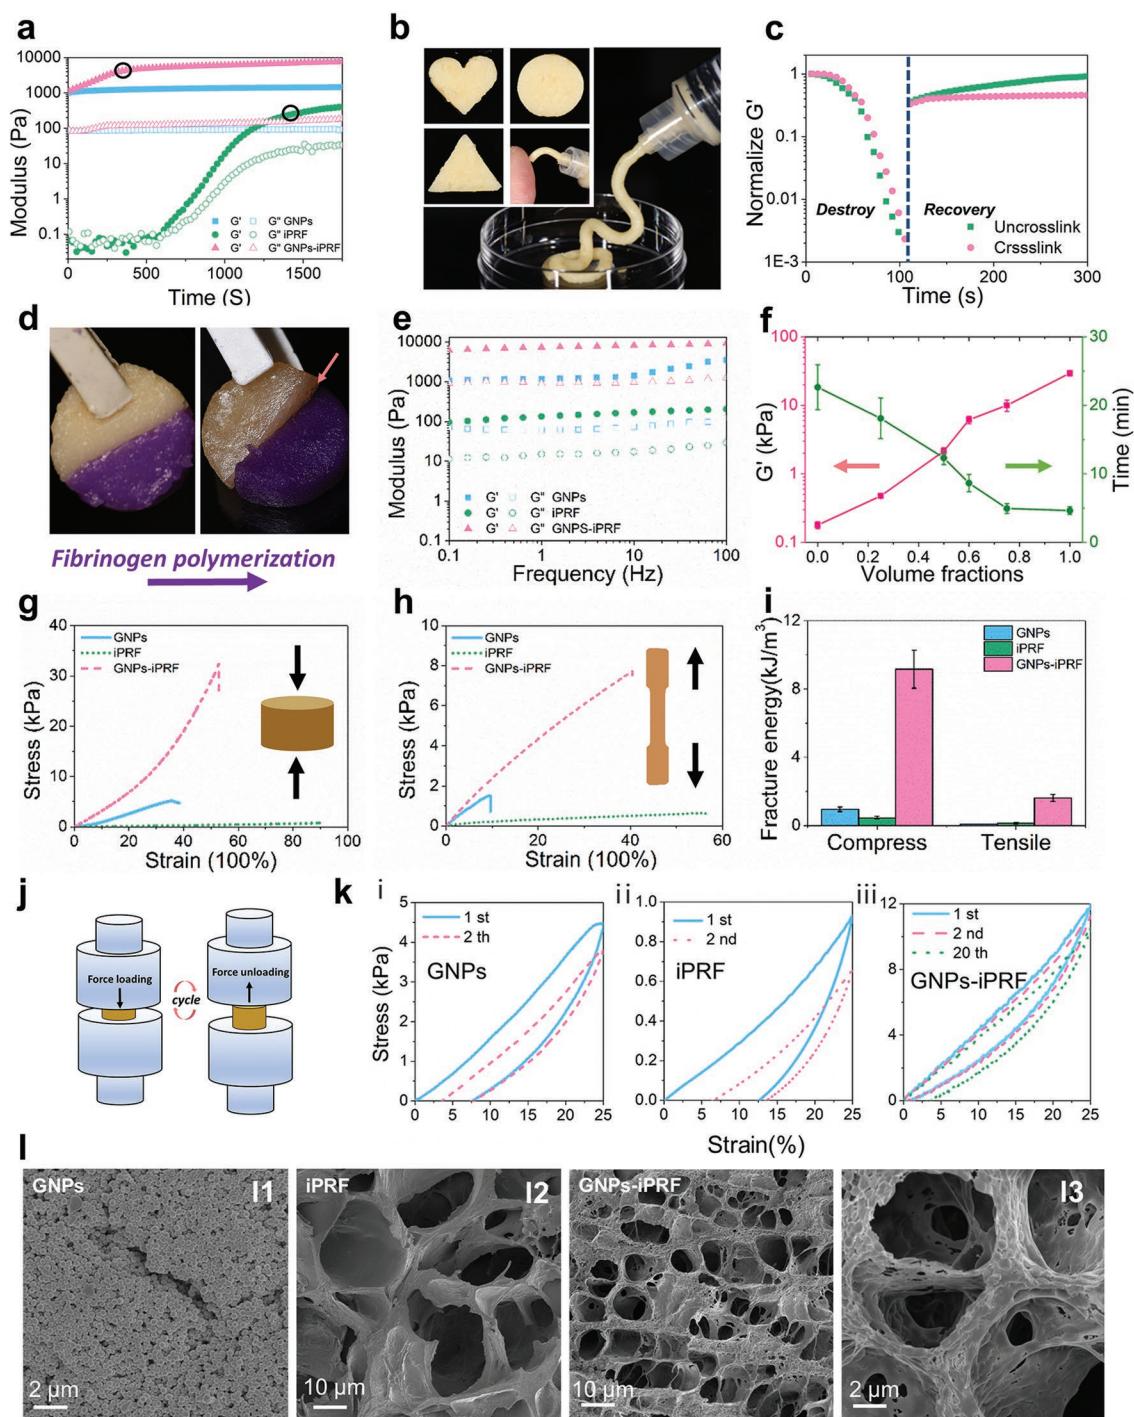 a
Modulus (Pa)
10000
1000
100
10
1
0.1
0
500
1000
1500
Time (S)
G' G" GNPs
G' G" iPRF
G' G" GNPs-iPRF
b
c
Normalize G'
1
0.1
0.01
1E-3
0
100
200
300
Time (s)
Destroy
Recovery
Uncrosslink
Crssslink
d
Fibrinogen polymerization
e
Modulus (Pa)
10000
1000
100
10
1
0.1
0.1
1
10
100
Frequency (Hz)
G' G" GNPs
G' G" iPRF
G' G" GNPS-iPRF
f
G' (kPa)
100
10
1
0.1
0.0
0.2
0.4
0.6
0.8
1.0
Volume fractions
30
20
10
0
Time (min)
g
Stress (kPa)
40
30
20
10
5
0
0
20
40
60
80
100
Strain (100%)
GNPs
iPRF
GNPs-iPRF
h
Stress (kPa)
10
8
6
4
2
0
0
20
40
60
Strain (100%)
GNPs
iPRF
GNPs-iPRF
i
Fracture energy(kJ/m³)
12
8
4
0
Compress
Tensile
GNPs
iPRF
GNPs-iPRF
j
Force loading
cycle
Force unloading
k
i
Stress (kPa)
5
4
3
2
1
0
0
5
10
15
20
25
1 st
2 th
GNPs
ii
1.0
0.8
0.6
0.4
0.2
0.0
0
5
10
15
20
25
1 st
2 nd
iPRF
iii
12
8
4
0
0
5
10
15
20
25
1 st
2 nd
20 th
GNPs-iPRF
Strain(%)
l
GNPs
l1
2 μm
iPRF
l2
10 μm
GNPs-iPRF
10 μm
l3
2 μm